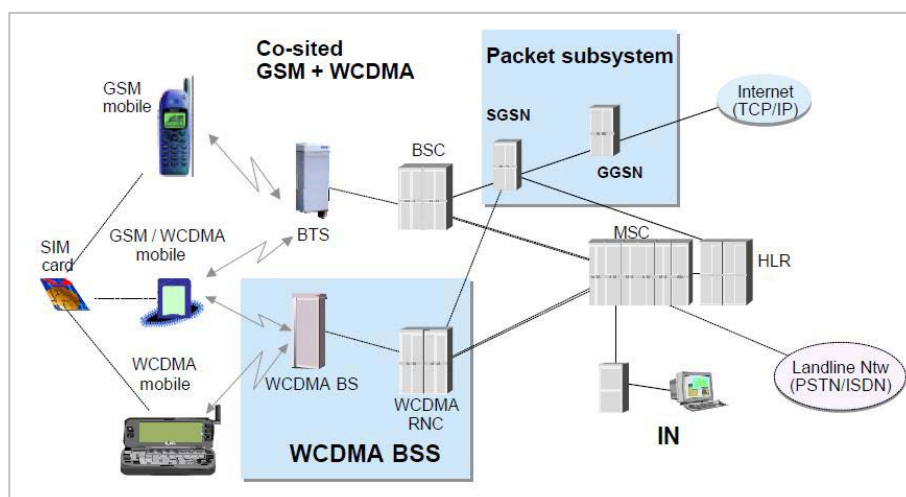 Co-sited
GSM + WCDMA
Packet subsystem
GSM
mobile
SGSN
Internet
(TCP/IP)
BSC
GGSN
BTS
SIM
card
GSM / WCDMA
mobile
MSC
HLR
WCDMA
mobile
WCDMA BS
WCDMA
RNC
Landline Ntw
(PSTN/ISDN)
IN
WCDMA BSS